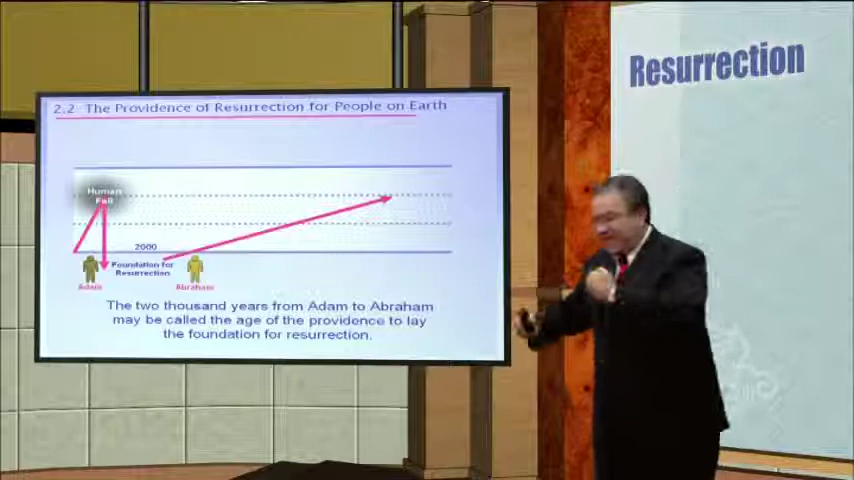 Resurrection
2.2 The Providence of Resurrection for People on Earth
Human
Fall
2000
Foundation for
Resurrection
Adam
Abraham
The two thousand years from Adam to Abraham
may be called the age of the providence to lay
the foundation for resurrection.